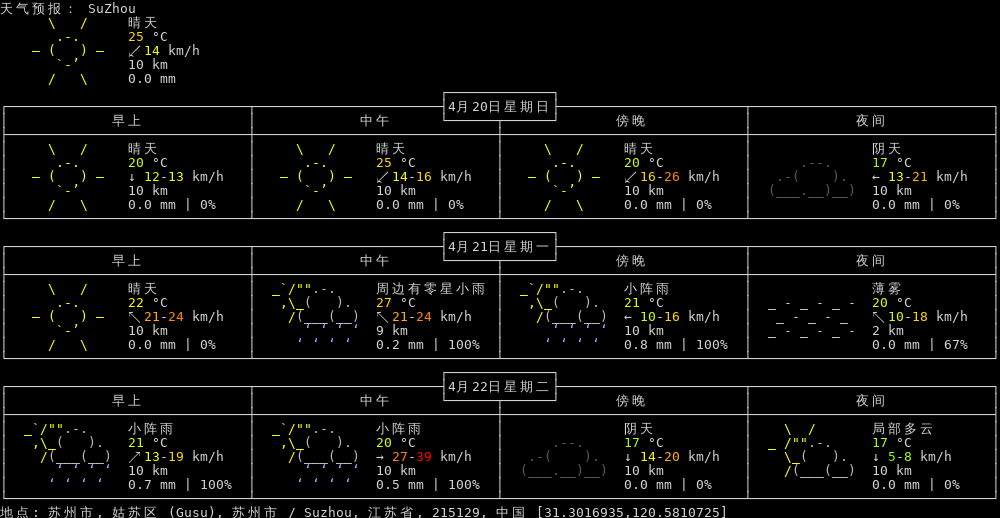 天气预报： SuZhou
晴天
25 °C
↙14 km/h
10 km
0.0 mm
4月20日星期日
早上 中午 傍晚 夜间
晴天 晴天 晴天 阴天
20 °C 25 °C 20 °C 17 °C
↓ 12-13 km/h ↙14-16 km/h ↙16-26 km/h ← 13-21 km/h
10 km 10 km 10 km 10 km
0.0 mm | 0% 0.0 mm | 0% 0.0 mm | 0% 0.0 mm | 0%
4月21日星期一
早上 中午 傍晚 夜间
晴天 周边有零星小雨 小阵雨 薄雾
22 °C 27 °C 21 °C 20 °C
↖21-24 km/h ↖21-24 km/h ← 10-16 km/h ↖10-18 km/h
10 km 9 km 10 km 2 km
0.0 mm | 0% 0.2 mm | 100% 0.8 mm | 100% 0.0 mm | 67%
4月22日星期二
早上 中午 傍晚 夜间
小阵雨 小阵雨 阴天 局部多云
21 °C 20 °C 17 °C 17 °C
↗13-19 km/h → 27-39 km/h ↓ 14-20 km/h ↓ 5-8 km/h
10 km 10 km 10 km 10 km
0.7 mm | 100% 0.5 mm | 100% 0.0 mm | 0% 0.0 mm | 0%
地点: 苏州市, 姑苏区 (Gusu), 苏州市 / Suzhou, 江苏省, 215129, 中国 [31.3016935,120.5810725]